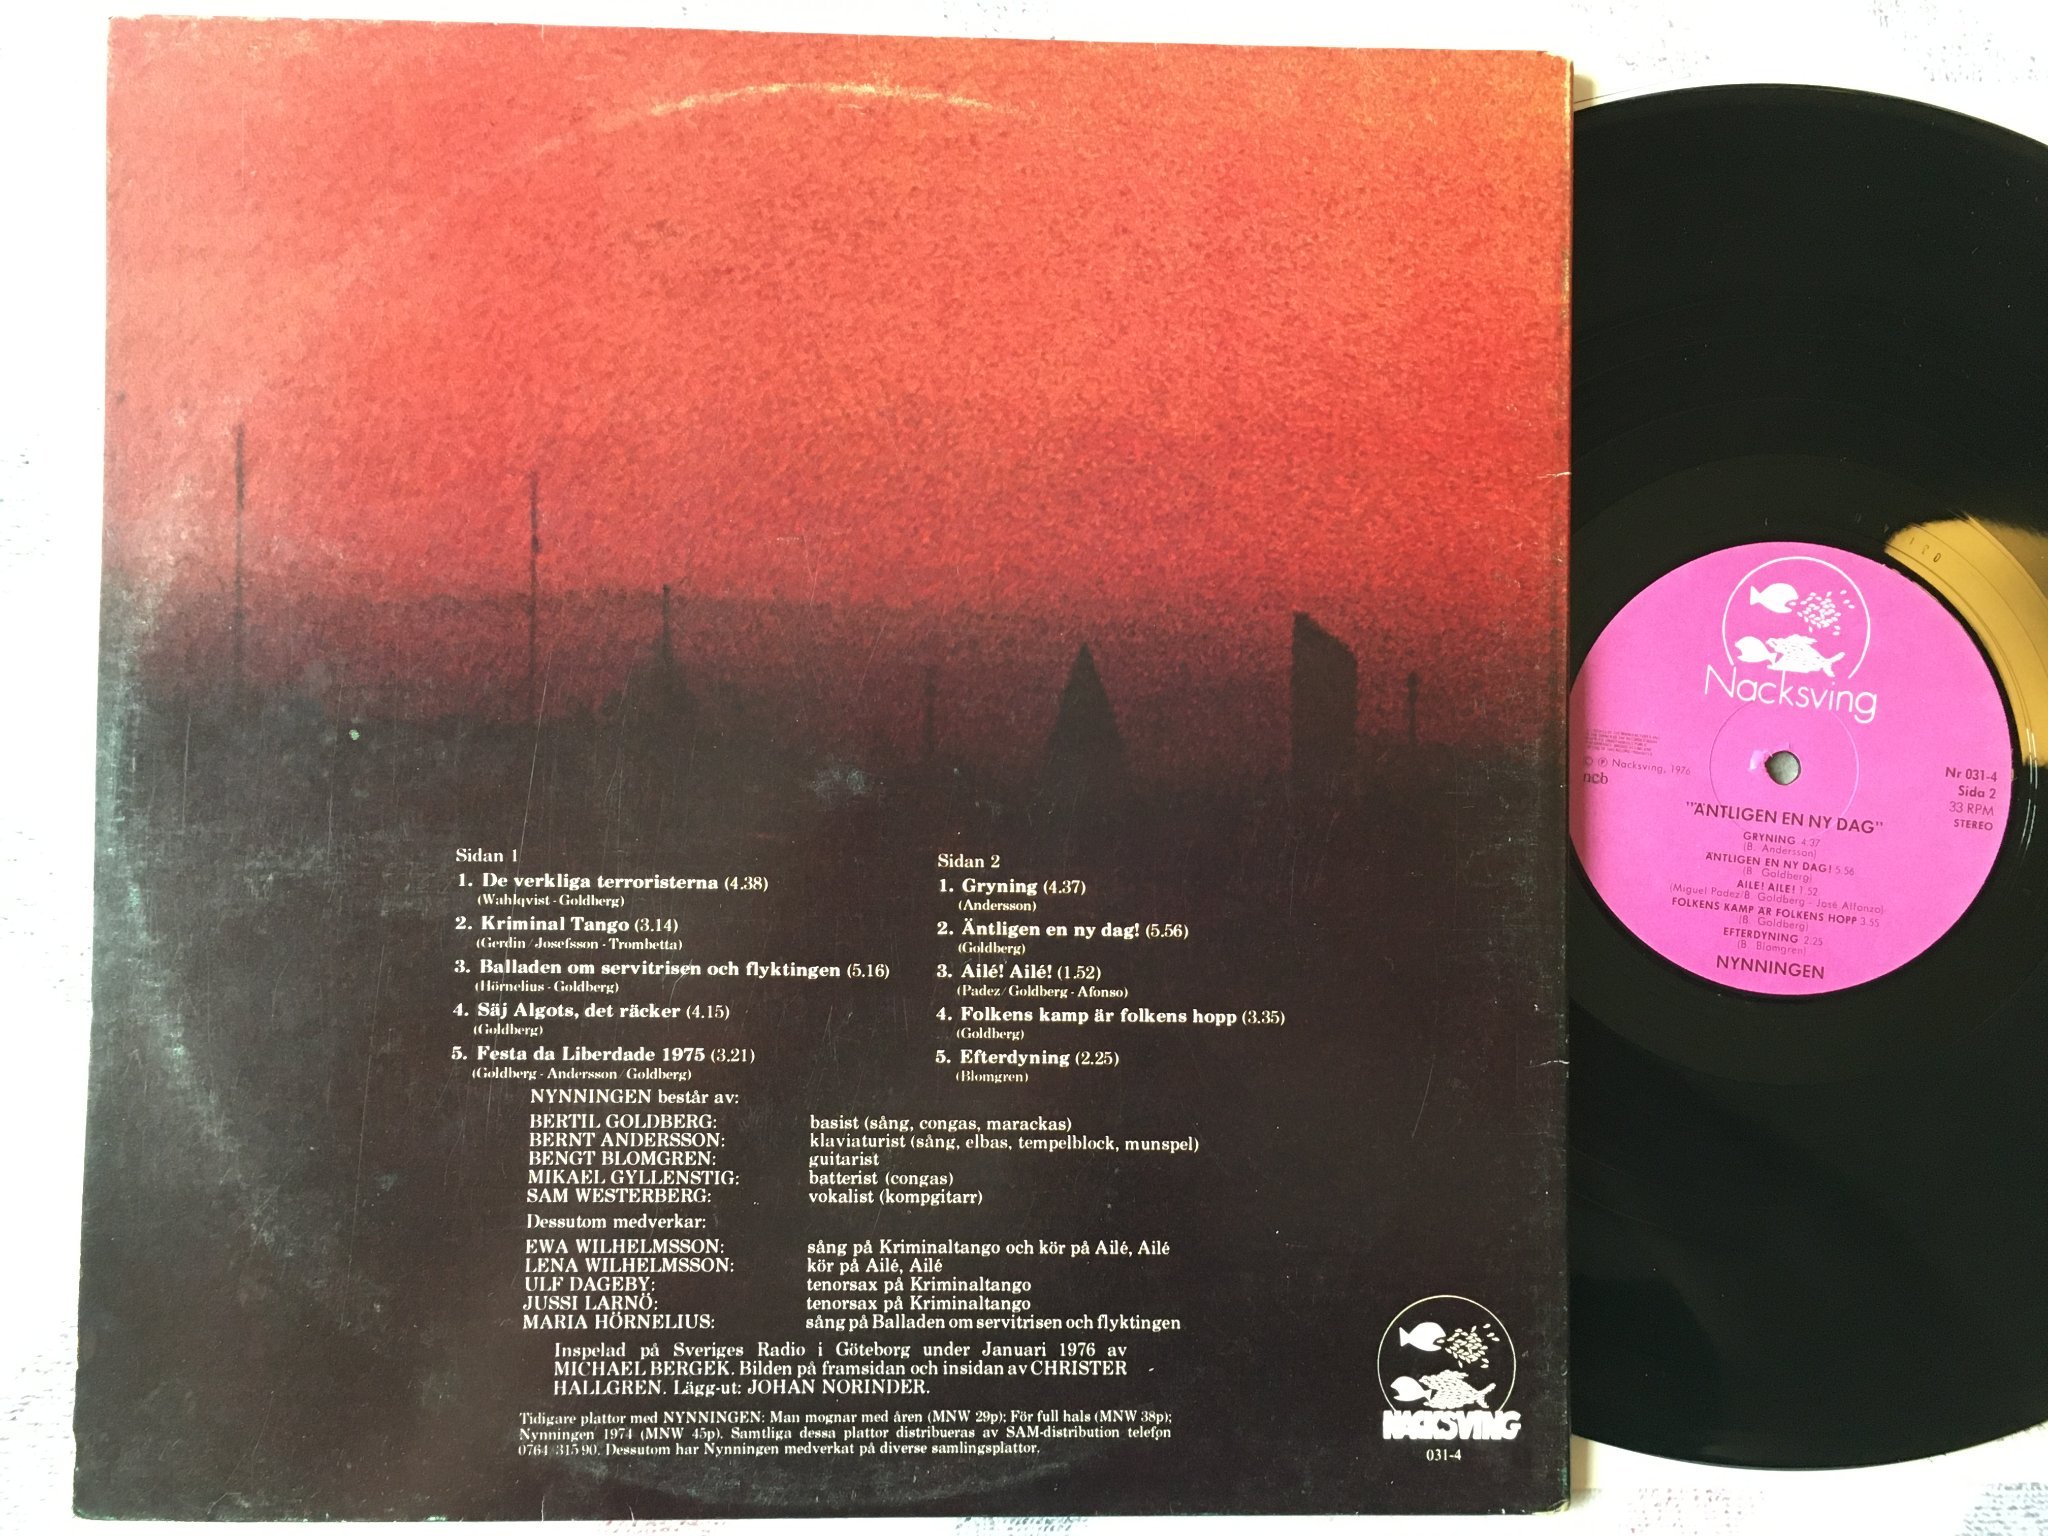 Sidan 1
1. De verkliga terroristerna (4.38)
(Wahlqvist - Goldberg)
2. Kriminal Tango (3.14)
(Gerdin/Josefsson - Trombetta)
3. Balladen om servitrisen och flyktingen (5.16)
(Hörnelius - Goldberg)
4. Säj Algots, det räcker (4.15)
(Goldberg)
5. Festa da Liberdade 1975 (3.21)
(Goldberg - Andersson/Goldberg)
Sidan 2
1. Gryning (4.37)
(Andersson)
2. Äntligen en ny dag! (5.56)
(Goldberg)
3. Ailé! Ailé! (1.52)
(Padez/Goldberg - Afonso)
4. Folkens kamp är folkens hopp (3.35)
(Goldberg)
5. Efterdyning (2.25)
(Blomgren)
NYNNINGEN består av:
BERTIL GOLDBERG: basist (sång, congas, marackas)
BERNT ANDERSSON: klaviaturist (sång, elbas, tempelblock, munspel)
BENGT BLOMGREN: guitarist
MIKAEL GYLLENSTIG: batterist (congas)
SAM WESTERBERG: vokalist (kompgitarr)
Dessutom medverkar:
EWA WILHELMSSON: sång på Kriminaltango och kör på Ailé, Ailé
LENA WILHELMSSON: kör på Ailé, Ailé
ULF DAGEBY: tenorsax på Kriminaltango
JUSSI LARNÖ: tenorsax på Kriminaltango
MARIA HÖRNELIUS: sång på Balladen om servitrisen och flyktingen
Inspelad på Sveriges Radio i Göteborg under Januari 1976 av
MICHAEL BERGEK. Bilden på framsidan och insidan av CHRISTER
HALLGREN. Lägg-ut: JOHAN NORINDER.
Tidigare plattor med NYNNINGEN: Man mognar med åren (MNW 29p); För full hals (MNW 38p);
Nynningen 1974 (MNW 45p). Samtliga dessa plattor distribueras av SAM-distribution telefon
0764/315 90. Dessutom har Nynningen medverkat på diverse samlingsplattor.
NACKSVING
031-4
Nacksving
© ℗ Nacksving, 1976
ncb
Nr 031-4
Sida 2
33 RPM
STEREO
"ÄNTLIGEN EN NY DAG"
GRYNING 4.37
(B. Andersson)
ÄNTLIGEN EN NY DAG! 5.56
(B. Goldberg)
AILE! AILE! 1.52
(Miguel Padez/B. Goldberg - José Alfonzo)
FOLKENS KAMP ÄR FOLKENS HOPP 3.55
(B. Goldberg)
EFTERDYNING 2.25
(B. Blomgren)
NYNNINGEN